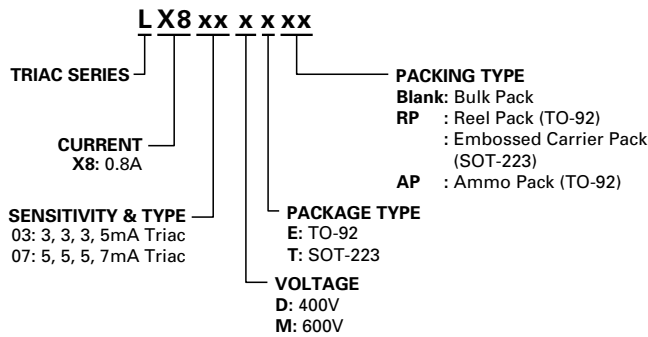 L X8 xx x x xx
TRIAC SERIES
CURRENT
X8: 0.8A
SENSITIVITY & TYPE
03: 3, 3, 3, 5mA Triac
07: 5, 5, 5, 7mA Triac
PACKING TYPE
Blank: Bulk Pack
RP : Reel Pack (TO-92)
: Embossed Carrier Pack
(SOT-223)
AP : Ammo Pack (TO-92)
PACKAGE TYPE
E: TO-92
T: SOT-223
VOLTAGE
D: 400V
M: 600V